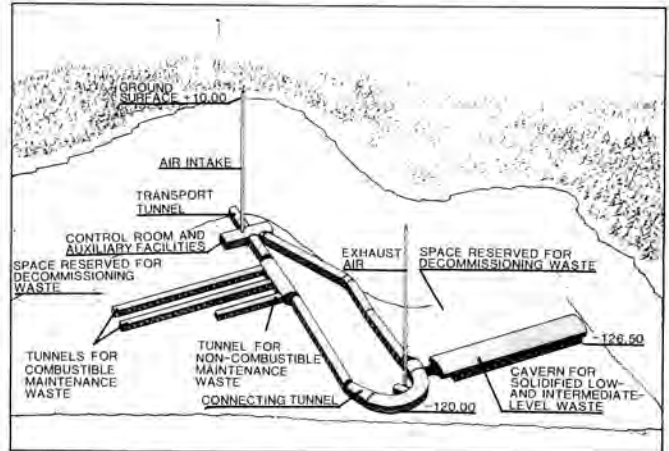 GROUND
SURFACE +10.00
AIR INTAKE
TRANSPORT
TUNNEL
CONTROL ROOM AND
AUXILIARY FACILITIES
SPACE RESERVED FOR
DECOMMISSIONING
WASTE
EXHAUST
AIR
SPACE RESERVED FOR
DECOMMISSIONING WASTE
TUNNELS FOR
COMBUSTIBLE
MAINTENANCE
WASTE
TUNNEL FOR
NON-COMBUSTIBLE
MAINTENANCE
WASTE
CONNECTING TUNNEL
-120.00
-126.50
CAVERN FOR
SOLIDIFIED LOW-
AND INTERMEDIATE-
LEVEL WASTE